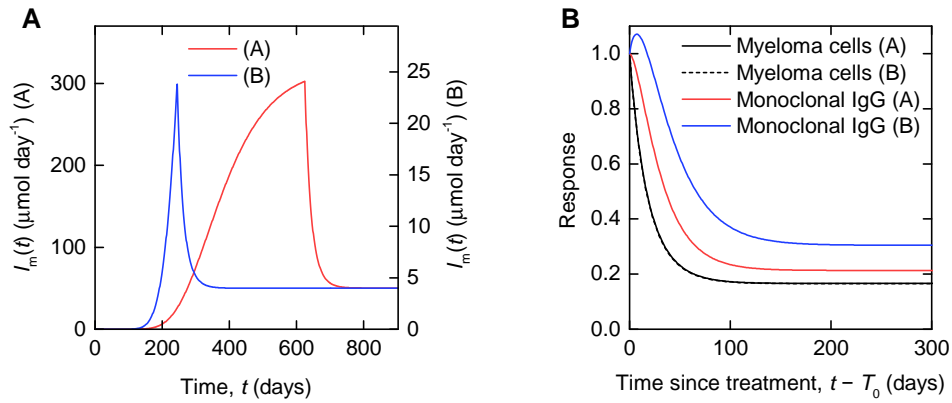 A
I_m(t) (μmol day⁻¹) (A)
300
200
100
0
(A)
(B)
25
20
15
10
5
0
I_m(t) (μmol day⁻¹) (B)
0 200 400 600 800
Time, t (days)
B
Response
1.0
0.8
0.6
0.4
0.2
0.0
Myeloma cells (A)
Myeloma cells (B)
Monoclonal IgG (A)
Monoclonal IgG (B)
0 100 200 300
Time since treatment, t − T₀ (days)